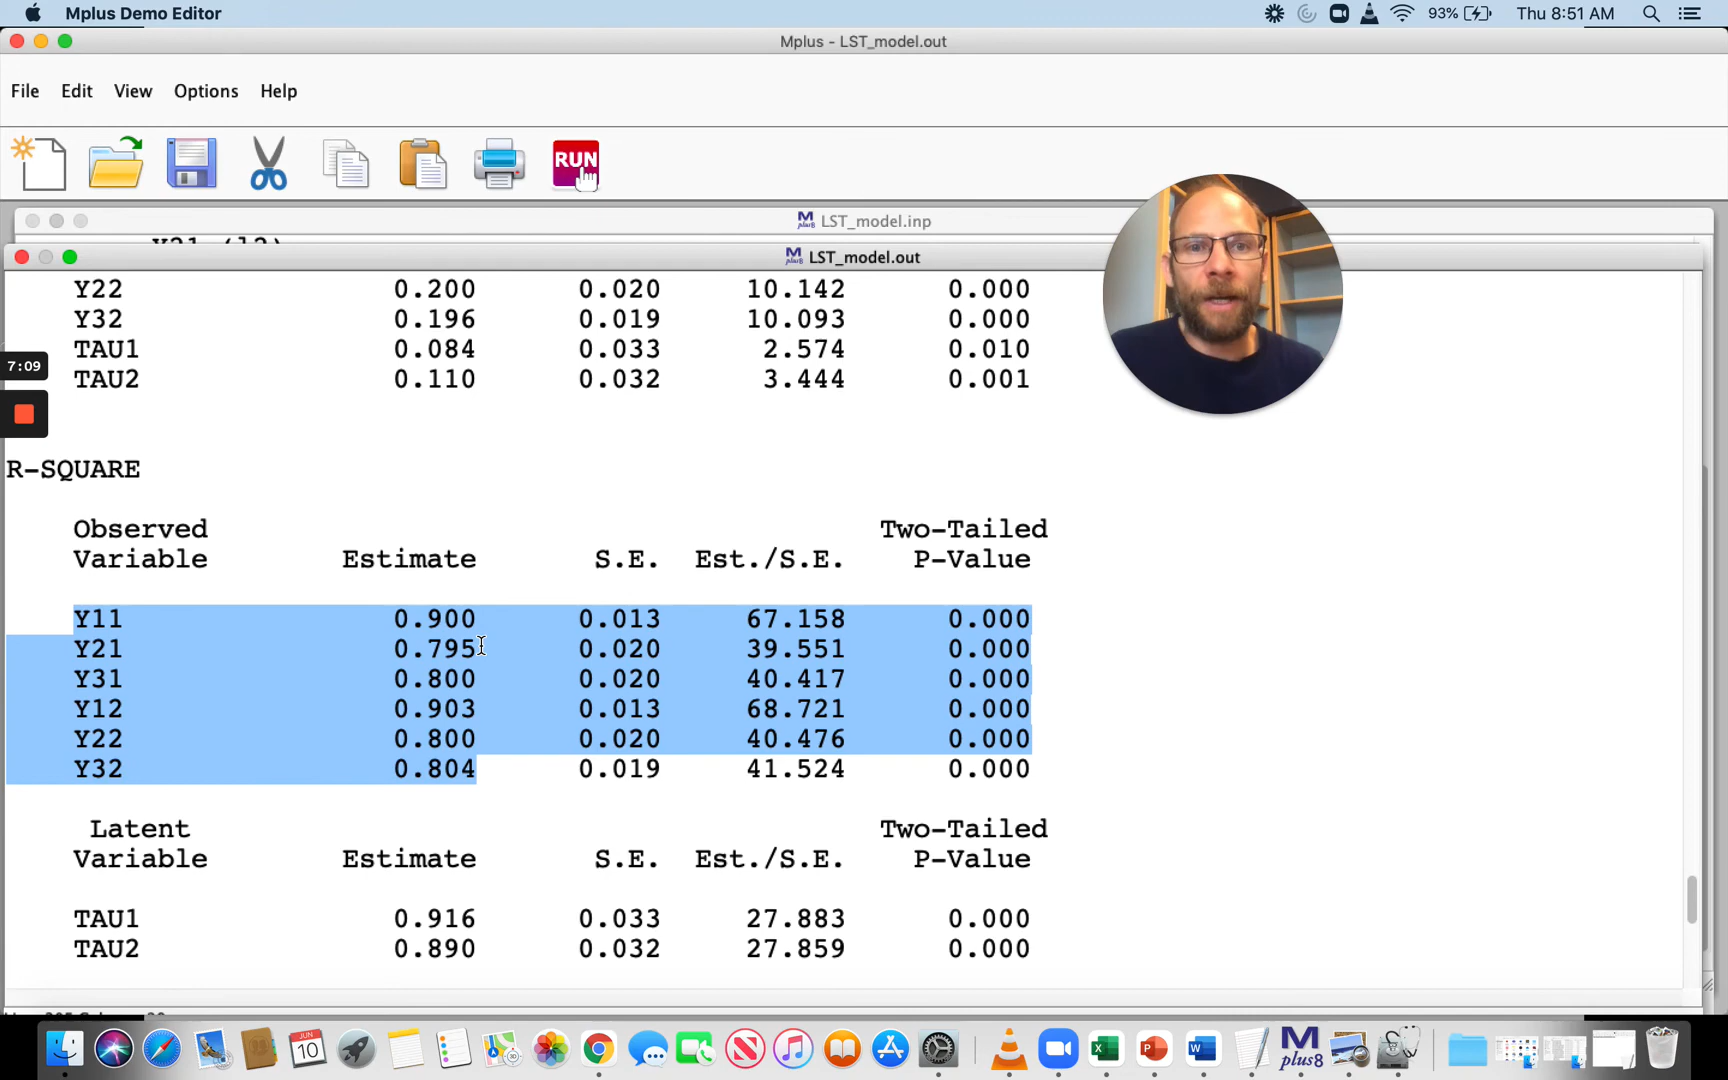 Mplus Demo Editor
93%
Thu 8:51 AM
Mplus - LST_model.out
File Edit View Options Help
RUN
LST_model.inp
LST_model.out
Y22 0.200 0.020 10.142 0.000
Y32 0.196 0.019 10.093 0.000
TAU1 0.084 0.033 2.574 0.010
7:09
TAU2 0.110 0.032 3.444 0.001
R-SQUARE
Observed Two-Tailed
Variable Estimate S.E. Est./S.E. P-Value
Y11 0.900 0.013 67.158 0.000
Y21 0.795 0.020 39.551 0.000
Y31 0.800 0.020 40.417 0.000
Y12 0.903 0.013 68.721 0.000
Y22 0.800 0.020 40.476 0.000
Y32 0.804 0.019 41.524 0.000
Latent Two-Tailed
Variable Estimate S.E. Est./S.E. P-Value
TAU1 0.916 0.033 27.883 0.000
TAU2 0.890 0.032 27.859 0.000
JUN
10
M
plus8